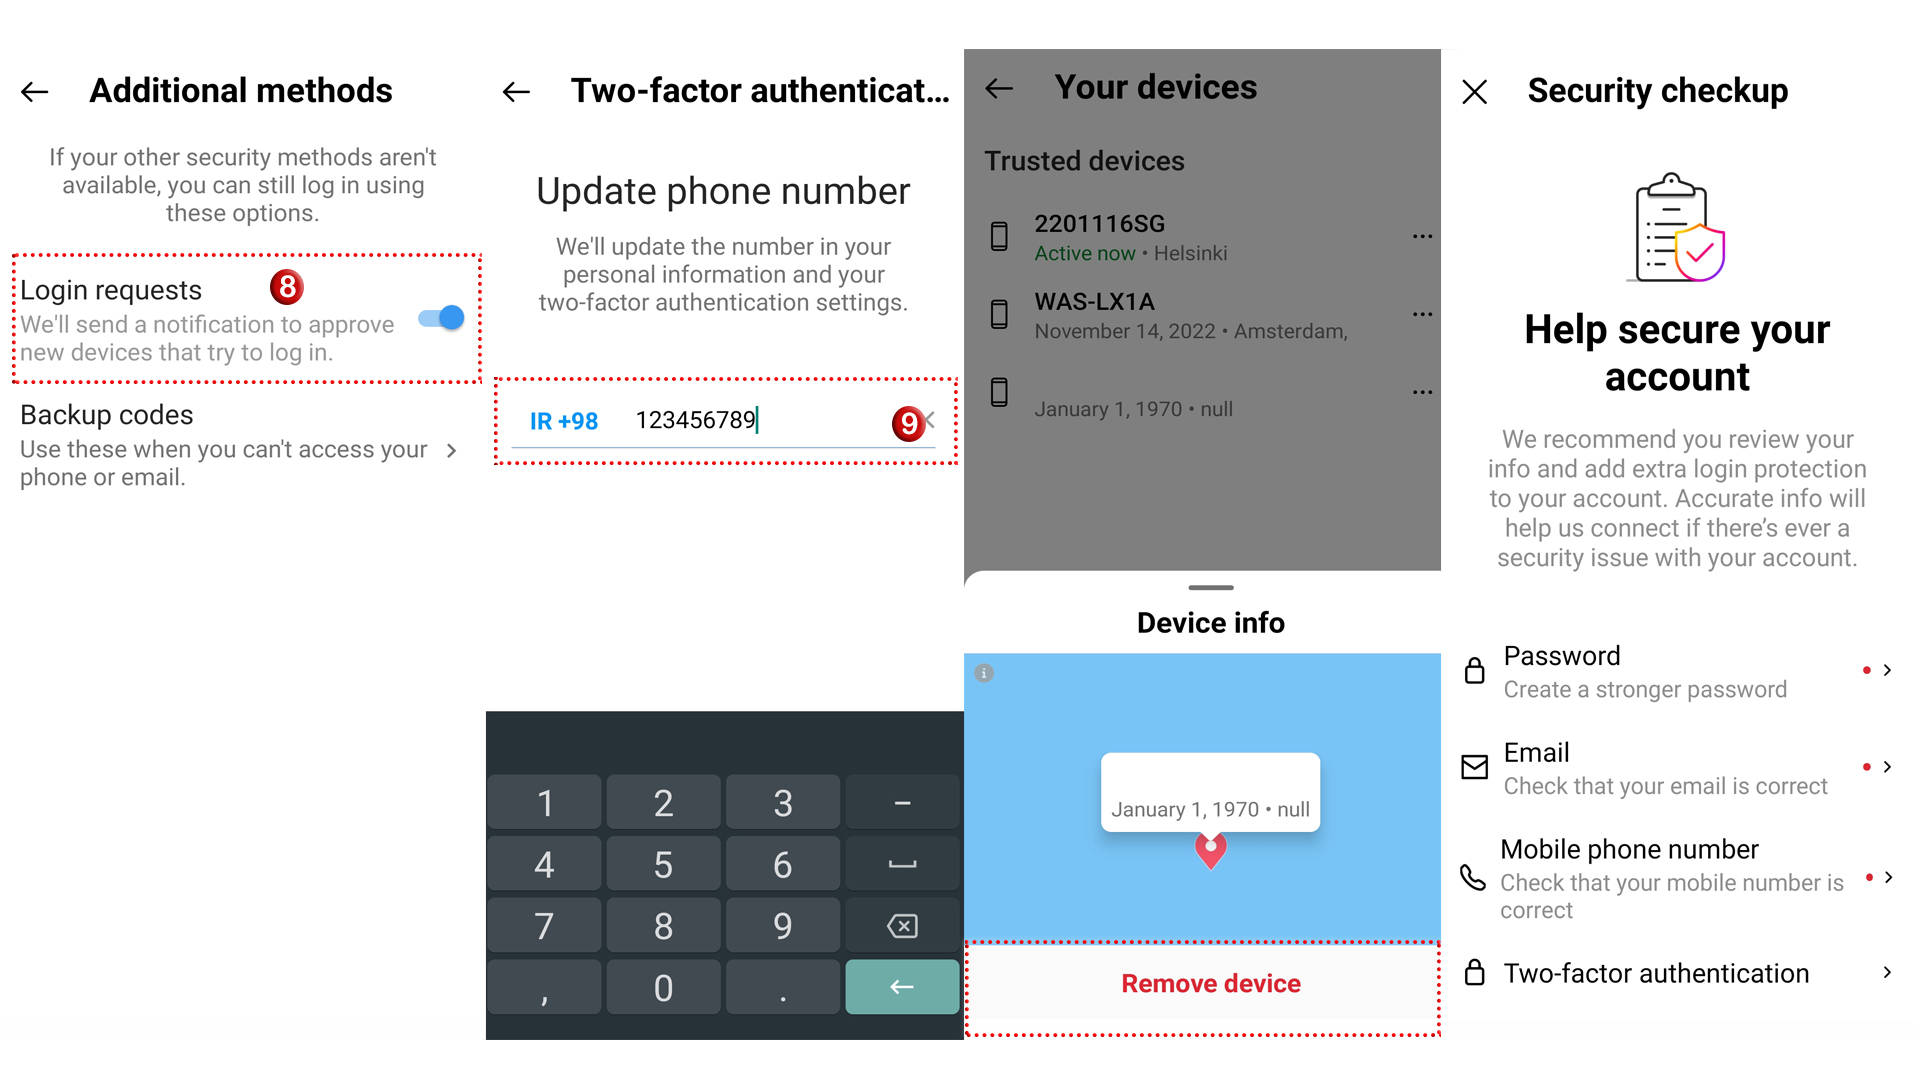 Additional methods
If your other security methods aren't
available, you can still log in using
these options.
Login requests
8
We'll send a notification to approve
new devices that try to log in.
Backup codes
Use these when you can't access your
phone or email.
Two-factor authenticat...
Update phone number
We'll update the number in your
personal information and your
two-factor authentication settings.
IR +98 123456789
9
1 2 3 –
4 5 6
7 8 9
, 0 .
Your devices
Trusted devices
2201116SG
Active now • Helsinki
WAS-LX1A
November 14, 2022 • Amsterdam,
January 1, 1970 • null
Device info
i
January 1, 1970 • null
Remove device
Security checkup
Help secure your
account
We recommend you review your
info and add extra login protection
to your account. Accurate info will
help us connect if there's ever a
security issue with your account.
Password
Create a stronger password
Email
Check that your email is correct
Mobile phone number
Check that your mobile number is
correct
Two-factor authentication